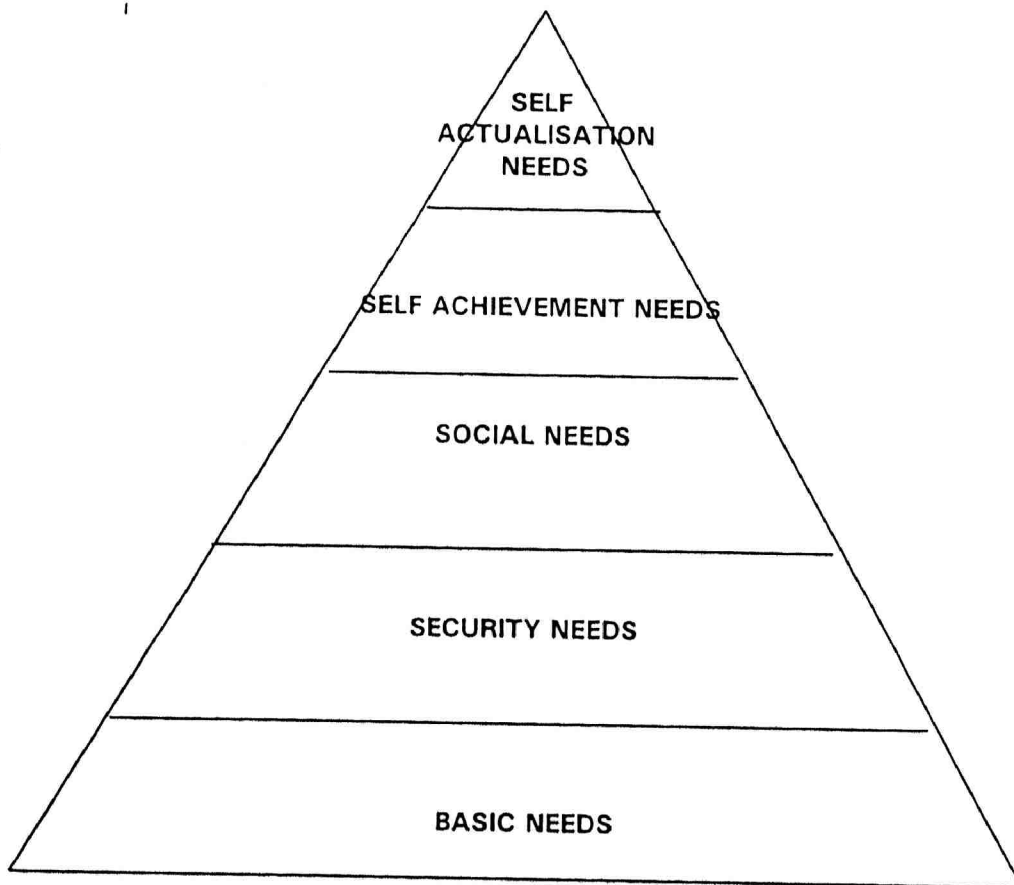 SELF
ACTUALISATION
NEEDS
SELF ACHIEVEMENT NEEDS
SOCIAL NEEDS
SECURITY NEEDS
BASIC NEEDS